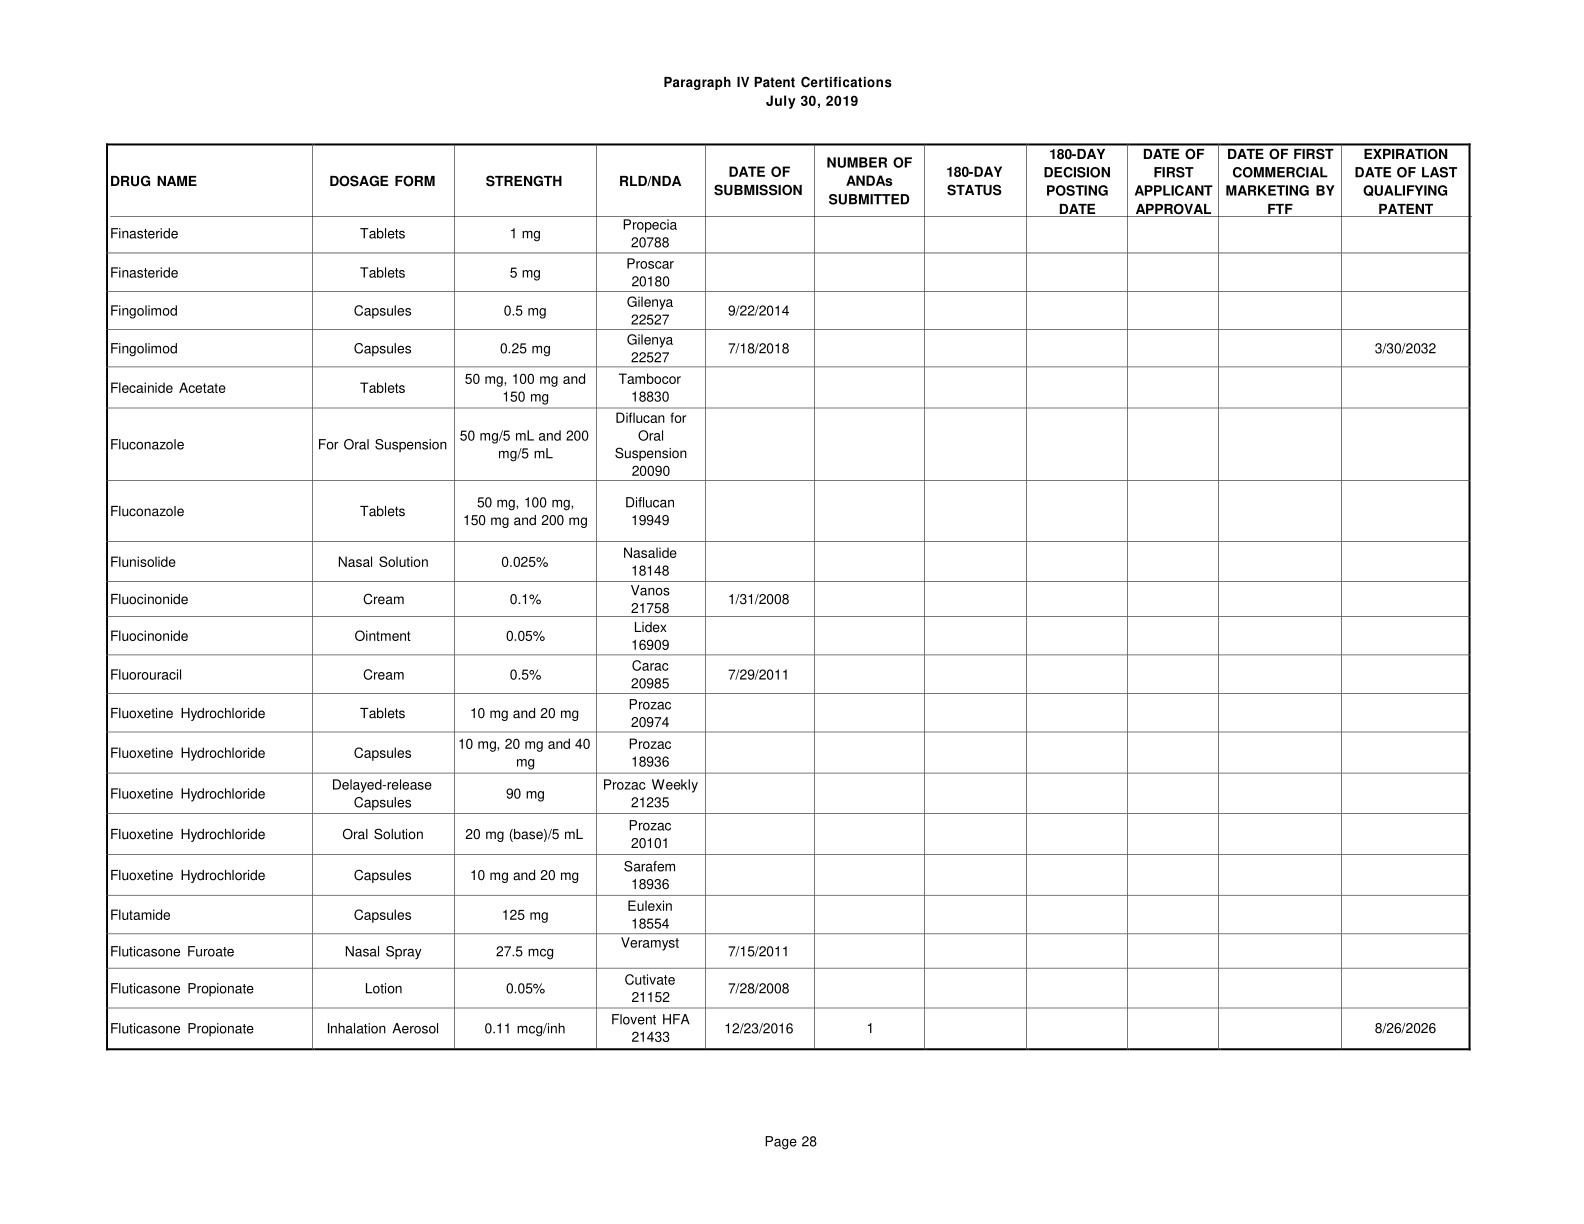 Paragraph IV Patent Certifications
July 30, 2019
DRUG NAME
DOSAGE FORM
STRENGTH
RLD/NDA
DATE OF
SUBMISSION
NUMBER OF
ANDAs
SUBMITTED
180-DAY
STATUS
180-DAY
DECISION
POSTING
DATE
DATE OF
FIRST
APPLICANT
APPROVAL
DATE OF FIRST
COMMERCIAL
MARKETING BY
FTF
EXPIRATION
DATE OF LAST
QUALIFYING
PATENT
Finasteride
Tablets
1 mg
Propecia
20788
Finasteride
Tablets
5 mg
Proscar
20180
Fingolimod
Capsules
0.5 mg
Gilenya
22527
9/22/2014
Fingolimod
Capsules
0.25 mg
Gilenya
22527
7/18/2018
3/30/2032
Flecainide Acetate
Tablets
50 mg, 100 mg and
150 mg
Tambocor
18830
Fluconazole
For Oral Suspension
50 mg/5 mL and 200
mg/5 mL
Diflucan for
Oral
Suspension
20090
Fluconazole
Tablets
50 mg, 100 mg,
150 mg and 200 mg
Diflucan
19949
Flunisolide
Nasal Solution
0.025%
Nasalide
18148
Fluocinonide
Cream
0.1%
Vanos
21758
1/31/2008
Fluocinonide
Ointment
0.05%
Lidex
16909
Fluorouracil
Cream
0.5%
Carac
20985
7/29/2011
Fluoxetine Hydrochloride
Tablets
10 mg and 20 mg
Prozac
20974
Fluoxetine Hydrochloride
Capsules
10 mg, 20 mg and 40
mg
Prozac
18936
Fluoxetine Hydrochloride
Delayed-release
Capsules
90 mg
Prozac Weekly
21235
Fluoxetine Hydrochloride
Oral Solution
20 mg (base)/5 mL
Prozac
20101
Fluoxetine Hydrochloride
Capsules
10 mg and 20 mg
Sarafem
18936
Flutamide
Capsules
125 mg
Eulexin
18554
Fluticasone Furoate
Nasal Spray
27.5 mcg
Veramyst
7/15/2011
Fluticasone Propionate
Lotion
0.05%
Cutivate
21152
7/28/2008
Fluticasone Propionate
Inhalation Aerosol
0.11 mcg/inh
Flovent HFA
21433
12/23/2016
1
8/26/2026
Page 28